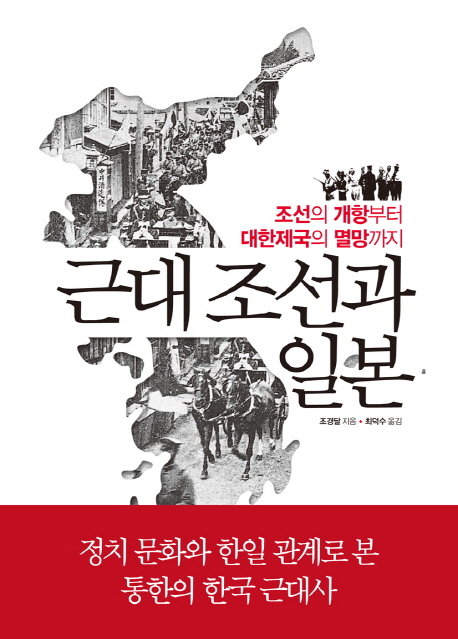 조선의 개항부터
대한제국의 멸망까지
근대 조선과
일본
조경달 지음 • 최덕수 옮김
정치 문화와 한일 관계로 본
통한의 한국 근대사